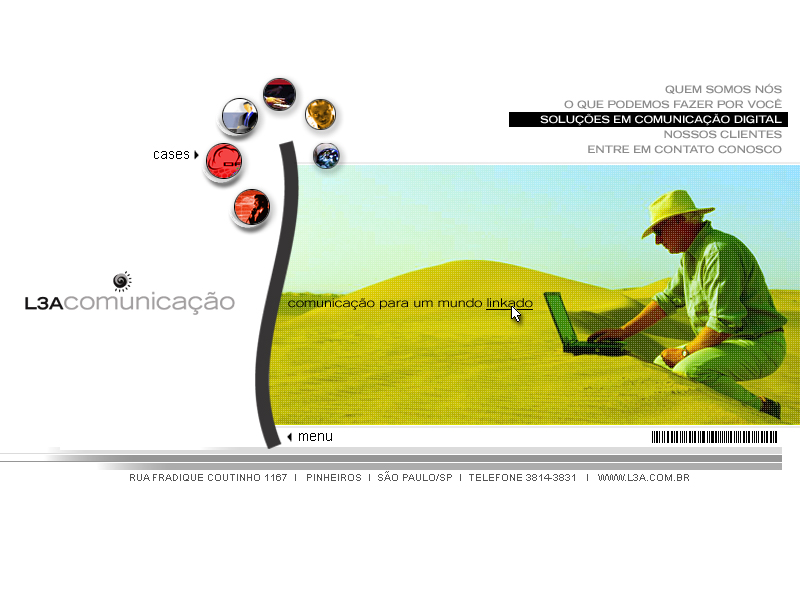 QUEM SOMOS NÓS
O QUE PODEMOS FAZER POR VOCÊ
SOLUÇÕES EM COMUNICAÇÃO DIGITAL
NOSSOS CLIENTES
ENTRE EM CONTATO CONOSCO
cases
L3Acomunicação
comunicação para um mundo linkado
menu
RUA FRADIQUE COUTINHO 1167 | PINHEIROS | SÃO PAULO/SP | TELEFONE 3814-3831 | WWW.L3A.COM.BR